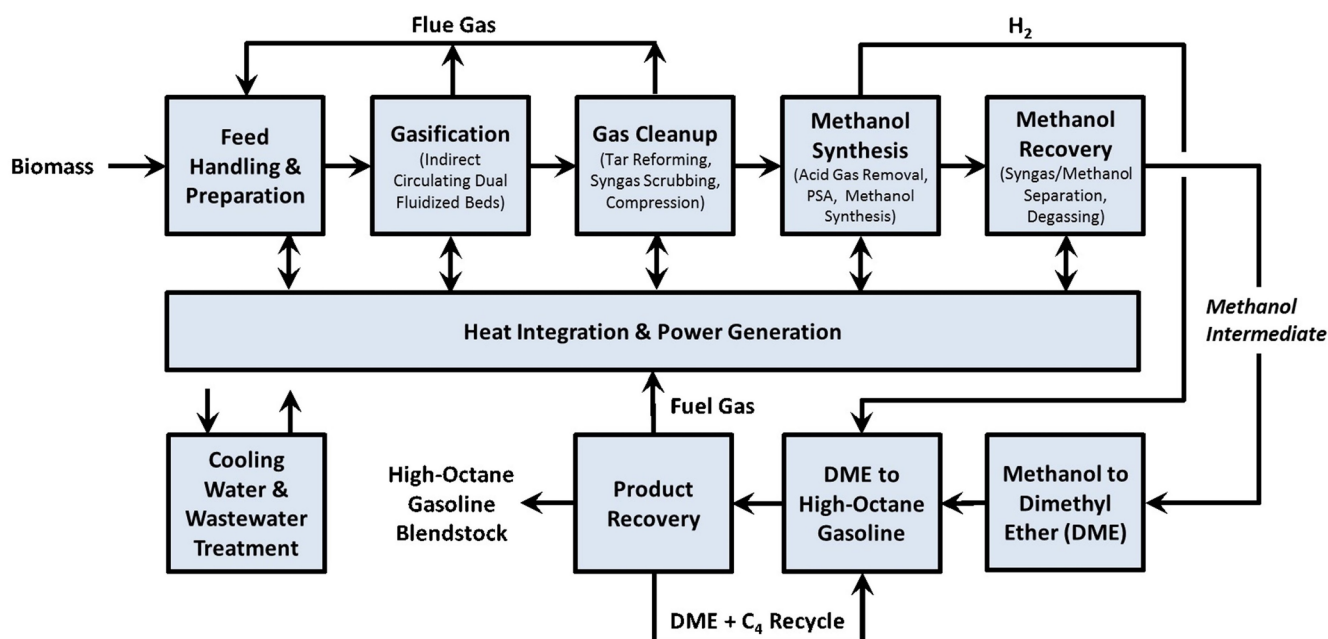 Flue Gas
H₂
Biomass
Feed
Handling &
Preparation
Gasification
(Indirect
Circulating Dual
Fluidized Beds)
Gas Cleanup
(Tar Reforming,
Syngas Scrubbing,
Compression)
Methanol
Synthesis
(Acid Gas Removal,
PSA, Methanol
Synthesis)
Methanol
Recovery
(Syngas/Methanol
Separation,
Degassing)
Heat Integration & Power Generation
Methanol
Intermediate
Fuel Gas
Cooling
Water &
Wastewater
Treatment
High-Octane
Gasoline
Blendstock
Product
Recovery
DME to
High-Octane
Gasoline
Methanol to
Dimethyl
Ether (DME)
DME + C₄ Recycle